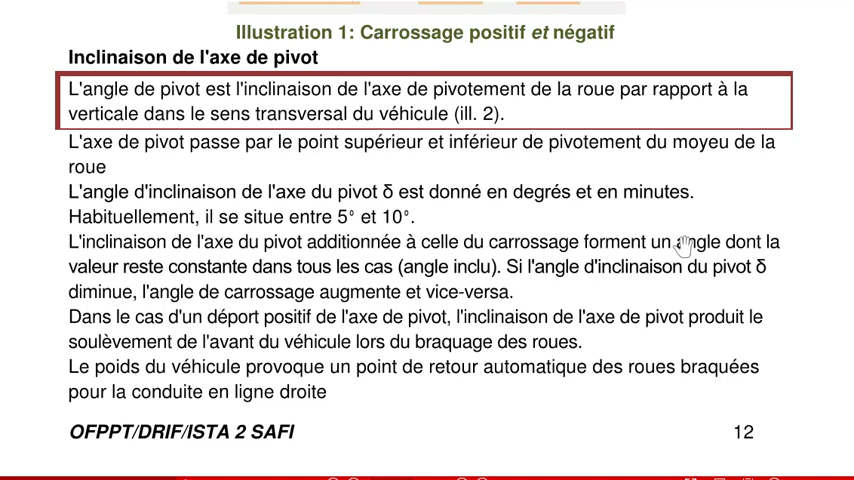 Illustration 1: Carrossage positif et négatif
Inclinaison de l'axe de pivot
L'angle de pivot est l'inclinaison de l'axe de pivotement de la roue par rapport à la
verticale dans le sens transversal du véhicule (ill. 2).
L'axe de pivot passe par le point supérieur et inférieur de pivotement du moyeu de la
roue
L'angle d'inclinaison de l'axe du pivot δ est donné en degrés et en minutes.
Habituellement, il se situe entre 5° et 10°.
L'inclinaison de l'axe du pivot additionnée à celle du carrossage forment un angle dont la
valeur reste constante dans tous les cas (angle inclu). Si l'angle d'inclinaison du pivot δ
diminue, l'angle de carrossage augmente et vice-versa.
Dans le cas d'un déport positif de l'axe de pivot, l'inclinaison de l'axe de pivot produit le
soulèvement de l'avant du véhicule lors du braquage des roues.
Le poids du véhicule provoque un point de retour automatique des roues braquées
pour la conduite en ligne droite
OFPPT/DRIF/ISTA 2 SAFI 12